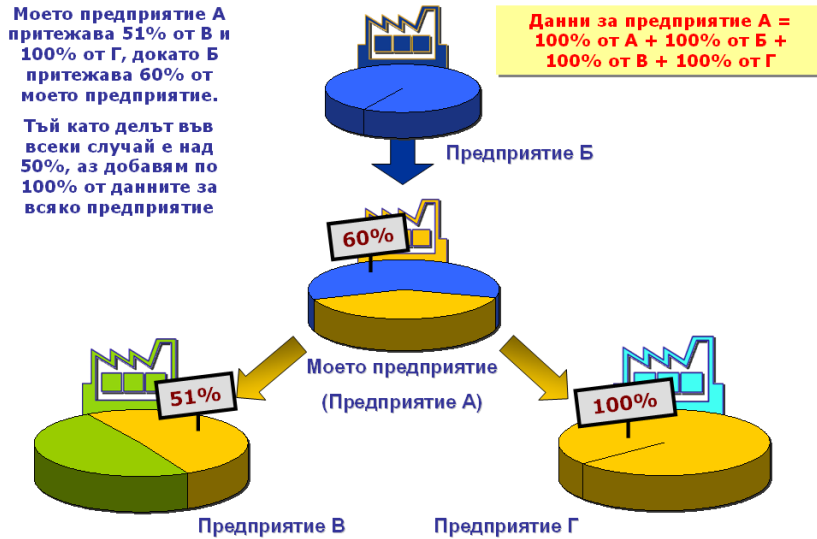 Моето предприятие А
притежава 51% от В и
100% от Г, докато Б
притежава 60% от
моето предприятие.
Тъй като делът във
всеки случай е над
50%, аз добавям по
100% от данните за
всяко предприятие
Данни за предприятие А =
100% от А + 100% от Б +
100% от В + 100% от Г
Предприятие Б
60%
Моето предприятие
(Предприятие А)
51%
100%
Предприятие В
Предприятие Г